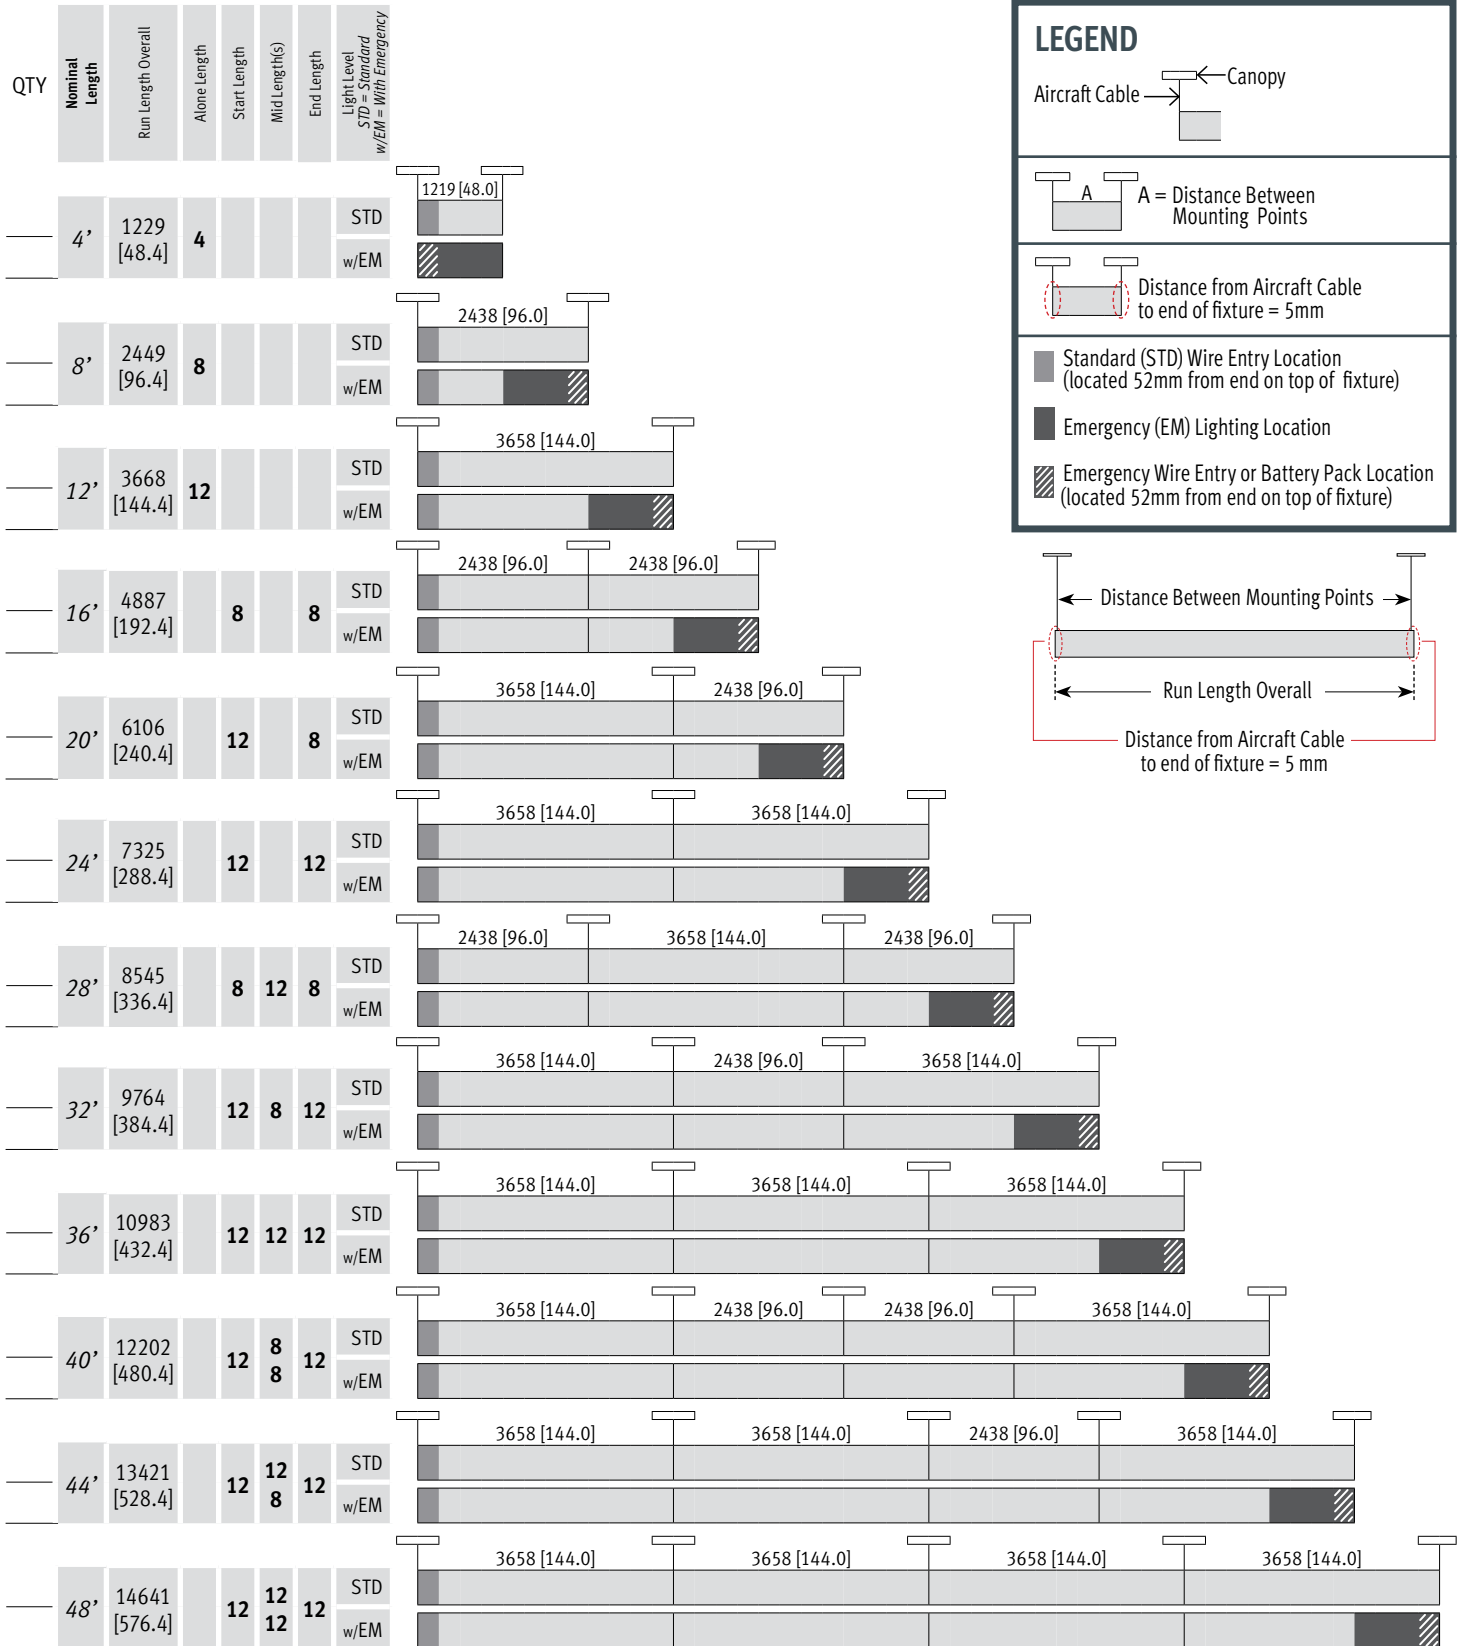 QTY
Nominal
Length
Run Length Overall
Alone Length
Start Length
Mid Length(s)
End Length
Light Level
STD = Standard
w/EM = With Emergency
4’
1229
[48.4]
4
STD
w/EM
1219 [48.0]
8’
2449
[96.4]
8
STD
w/EM
2438 [96.0]
12’
3668
[144.4]
12
STD
w/EM
3658 [144.0]
16’
4887
[192.4]
8
8
STD
w/EM
2438 [96.0]
2438 [96.0]
20’
6106
[240.4]
12
8
STD
w/EM
3658 [144.0]
2438 [96.0]
24’
7325
[288.4]
12
12
STD
w/EM
3658 [144.0]
3658 [144.0]
28’
8545
[336.4]
8
12
8
STD
w/EM
2438 [96.0]
3658 [144.0]
2438 [96.0]
32’
9764
[384.4]
12
8
12
STD
w/EM
3658 [144.0]
2438 [96.0]
3658 [144.0]
36’
10983
[432.4]
12
12
12
STD
w/EM
3658 [144.0]
3658 [144.0]
3658 [144.0]
40’
12202
[480.4]
12
8
8
12
STD
w/EM
3658 [144.0]
2438 [96.0]
2438 [96.0]
3658 [144.0]
44’
13421
[528.4]
12
12
8
12
STD
w/EM
3658 [144.0]
3658 [144.0]
2438 [96.0]
3658 [144.0]
48’
14641
[576.4]
12
12
12
12
STD
w/EM
3658 [144.0]
3658 [144.0]
3658 [144.0]
3658 [144.0]
LEGEND
Canopy
Aircraft Cable
A
A = Distance Between
Mounting Points
Distance from Aircraft Cable
to end of fixture = 5mm
Standard (STD) Wire Entry Location
(located 52mm from end on top of fixture)
Emergency (EM) Lighting Location
Emergency Wire Entry or Battery Pack Location
(located 52mm from end on top of fixture)
Distance Between Mounting Points
Run Length Overall
Distance from Aircraft Cable
to end of fixture = 5 mm